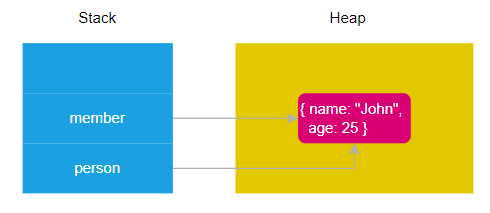 Stack
Heap
member
person
{ name: "John",
age: 25 }